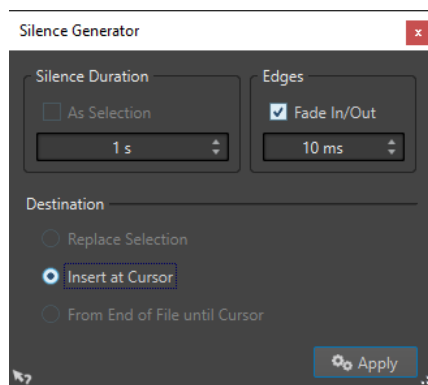 Silence Generator
x
Silence Duration
Edges
As Selection
Fade In/Out
1 s
10 ms
Destination
Replace Selection
Insert at Cursor
From End of File until Cursor
Apply
?